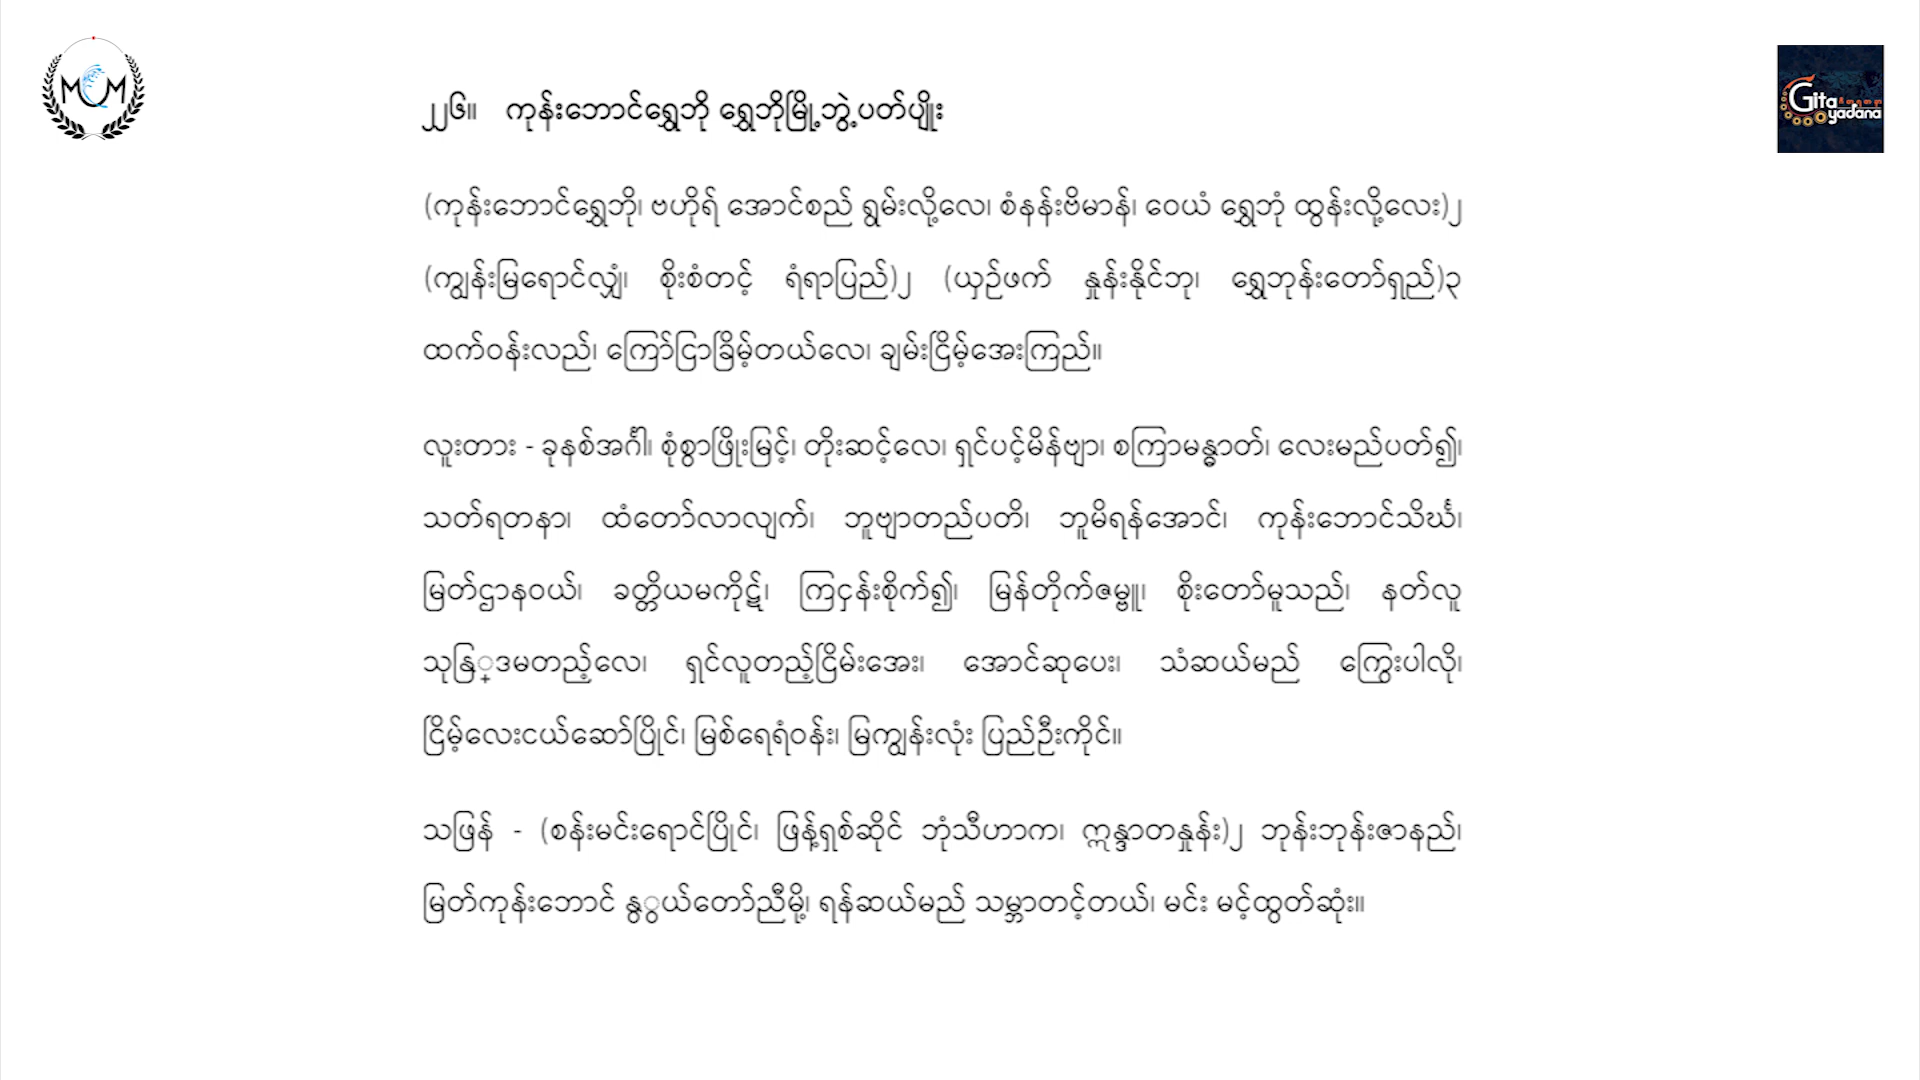 MGM
Gita
ဂီတရတနာ
yadana
၂၂၆။ ကုန်းဘောင်ရွှေဘို ရွှေဘိုမြို့ဘွဲ့ပတ်ပျိုး
(ကုန်းဘောင်ရွှေဘို၊ ဗဟိုရ် အောင်စည် ရွမ်းလို့လေ၊ စံနန်းဗိမာန်၊ ဝေယံ ရွှေဘုံ ထွန်းလို့လေး)၂
(ကျွန်းမြရောင်လျှံ၊ စိုးစံတင့် ရံရာပြည်)၂ (ယှဉ်ဖက် နှုန်းနိုင်ဘု၊ ရွှေဘုန်းတော်ရှည်)၃
ထက်ဝန်းလည်၊ ကြော်ငြာခြိမ့်တယ်လေ၊ ချမ်းငြိမ့်အေးကြည်။
လူးတား - ခုနစ်အင်္ဂါ၊ စုံစွာဖြိုးမြင့်၊ တိုးဆင့်လေ၊ ရှင်ပင့်မိန်ဗျာ၊ စကြာမန္ဓာတ်၊ လေးမည်ပတ်၍၊
သတ်ရတနာ၊ ထံတော်လာလျက်၊ ဘူဗျာတည်ပတိ၊ ဘူမိရန်အောင်၊ ကုန်းဘောင်သိင်္ဃ၊
မြတ်ဌာနဝယ်၊ ခတ္တိယမကိုဋ်၊ ကြငှန်းစိုက်၍၊ မြန်တိုက်ဇမ္ဗူ၊ စိုးတော်မူသည်၊ နတ်လူ
သုနြ္ဒမတည့်လေ၊ ရှင်လူတည့်ငြိမ်းအေး၊ အောင်ဆုပေး၊ သံဆယ်မည် ကြွေးပါလို၊
ငြိမ့်လေးငယ်ဆော်ပြိုင်၊ မြစ်ရေရံဝန်း၊ မြကျွန်းလုံး ပြည်ဦးကိုင်။
သဖြန် - (စန်းမင်းရောင်ပြိုင်၊ ဖြန့်ရှစ်ဆိုင် ဘုံသီဟာက၊ ဣန္ဒာတနှုန်း)၂ ဘုန်းဘုန်းဇာနည်၊
မြတ်ကုန်းဘောင် နွွယ်တော်ညီမို့၊ ရန်ဆယ်မည် သမ္ဘာတင့်တယ်၊ မင်း မင့်ထွတ်ဆုံး။